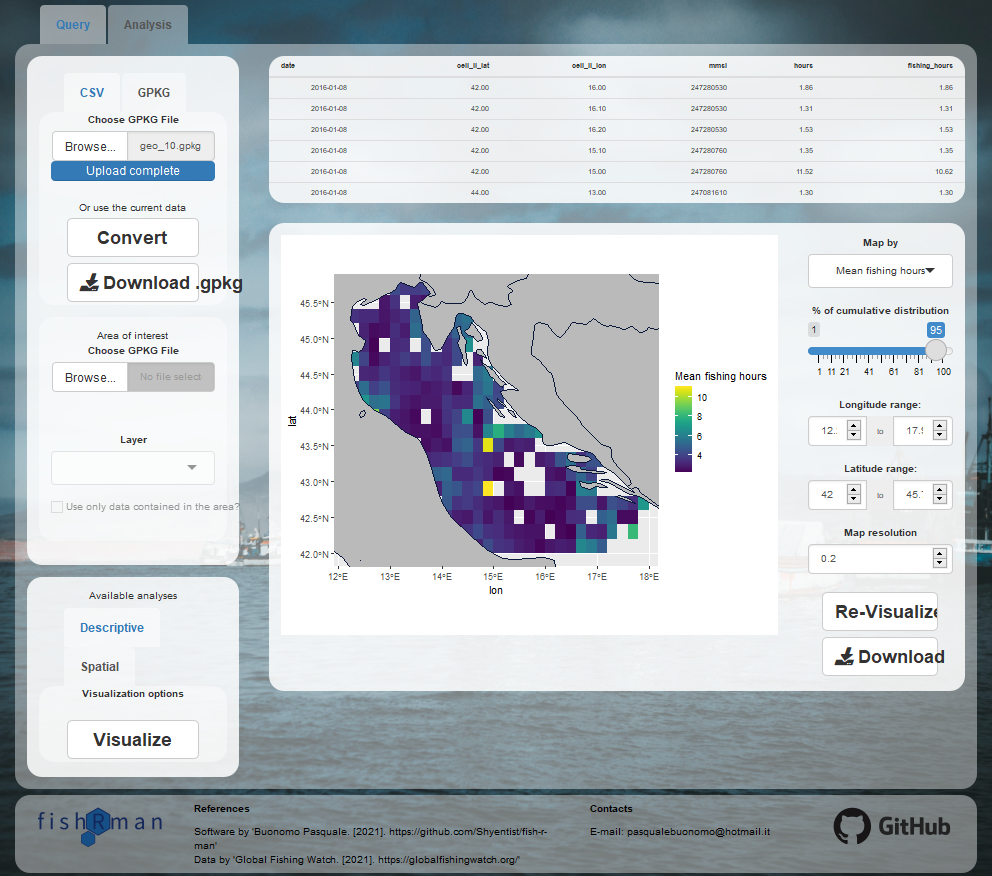 Query Analysis
CSV GPKG
Choose GPKG File
Browse... geo_10.gpkg
Upload complete
Or use the current data
Convert
Download .gpkg
Area of interest
Choose GPKG File
Browse... No file select
Layer
Use only data contained in the area?
Available analyses
Descriptive
Spatial
Visualization options
Visualize
date cell_ll_lat cell_ll_lon mmsi hours fishing_hours
2016-01-08 42.00 16.00 247280530 1.86 1.86
2016-01-08 42.00 16.10 247280530 1.31 1.31
2016-01-08 42.00 16.20 247280530 1.53 1.53
2016-01-08 42.00 15.10 247280760 1.35 1.35
2016-01-08 42.00 15.00 247280760 11.52 10.62
2016-01-08 44.00 13.00 247081610 1.30 1.30
45.5°N
45.0°N
44.5°N
44.0°N
43.5°N
43.0°N
42.5°N
42.0°N
lat
12°E 13°E 14°E 15°E 16°E 17°E 18°E
lon
Mean fishing hours
10
8
6
4
Map by
Mean fishing hours
% of cumulative distribution
1 95
1 11 21 41 61 81 100
Longitude range:
12. to 17.
Latitude range:
42 to 45.
Map resolution
0.2
Re-Visualize
Download
fishRman
References
Software by 'Buonomo Pasquale. [2021]. https://github.com/Shyentist/fish-r-
man'
Data by 'Global Fishing Watch. [2021]. https://globalfishingwatch.org/'
Contacts
E-mail: pasqualebuonomo@hotmail.it
GitHub